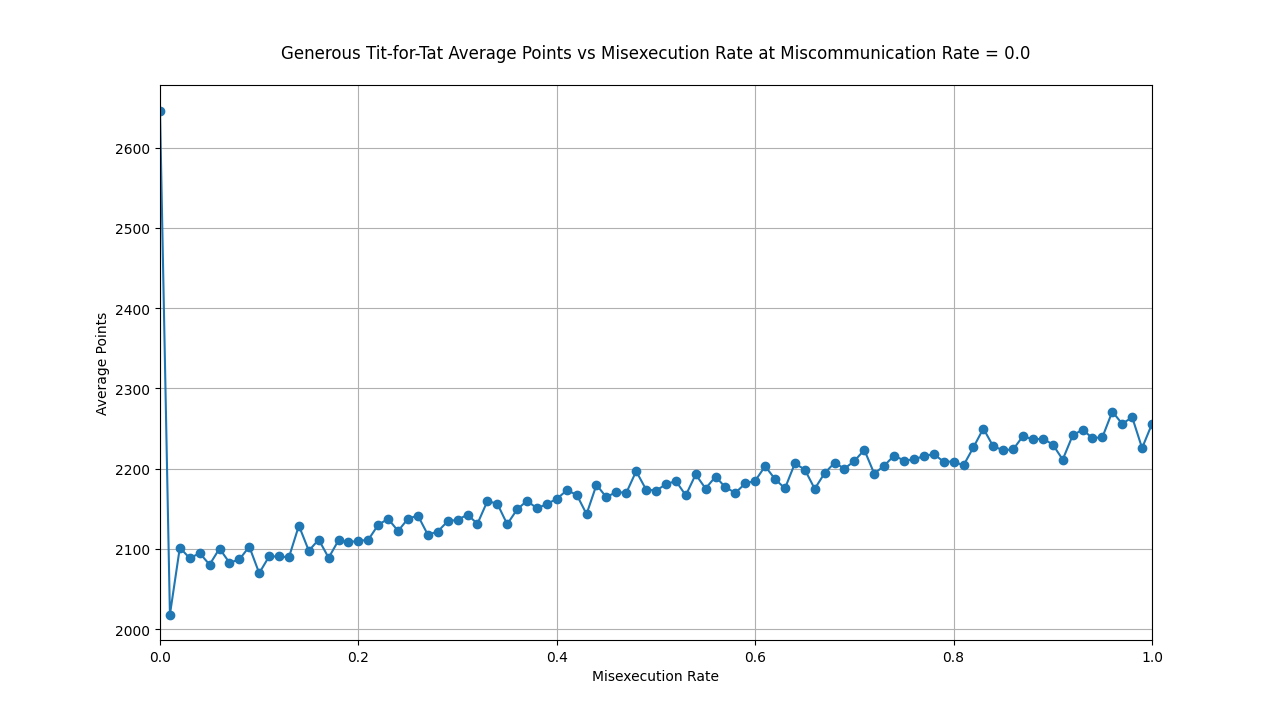 Generous Tit-for-Tat Average Points vs Misexecution Rate at Miscommunication Rate = 0.0
2600
2500
2400
2300
2200
2100
2000
Average Points
0.0 0.2 0.4 0.6 0.8 1.0
Misexecution Rate